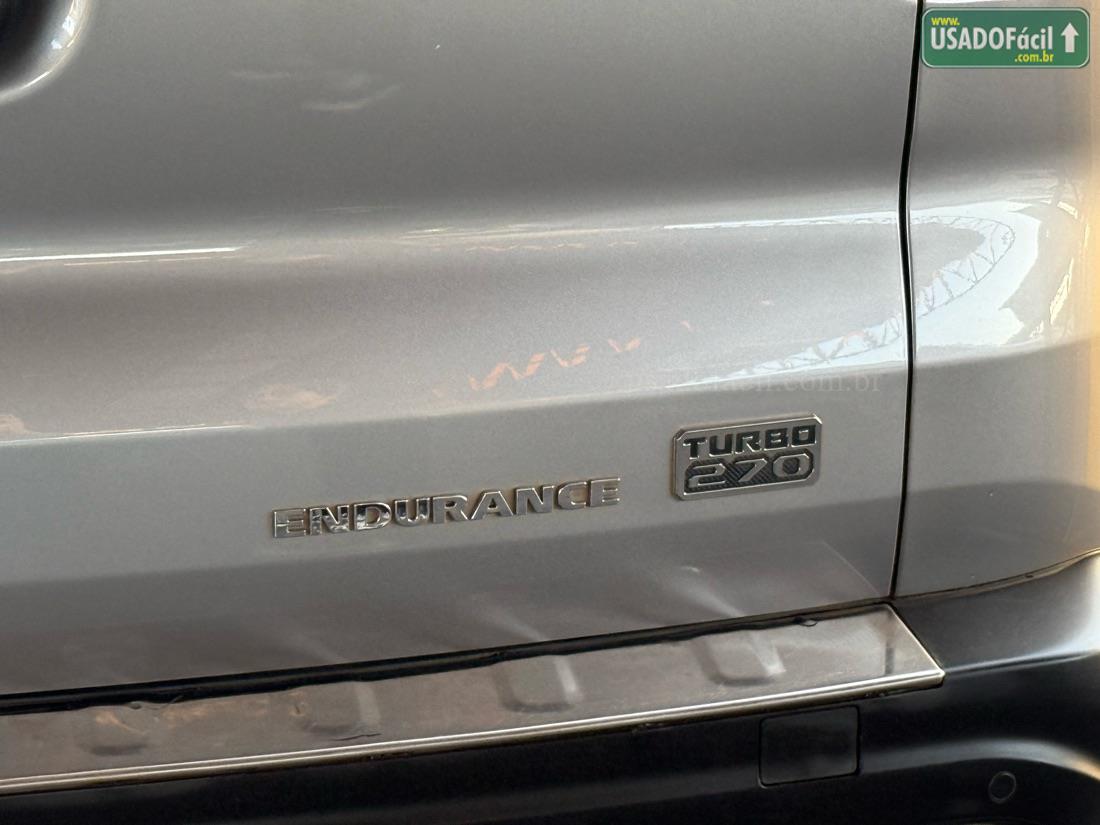 www.
USADOFácil
.com.br
TURBO
270
ENDURANCE